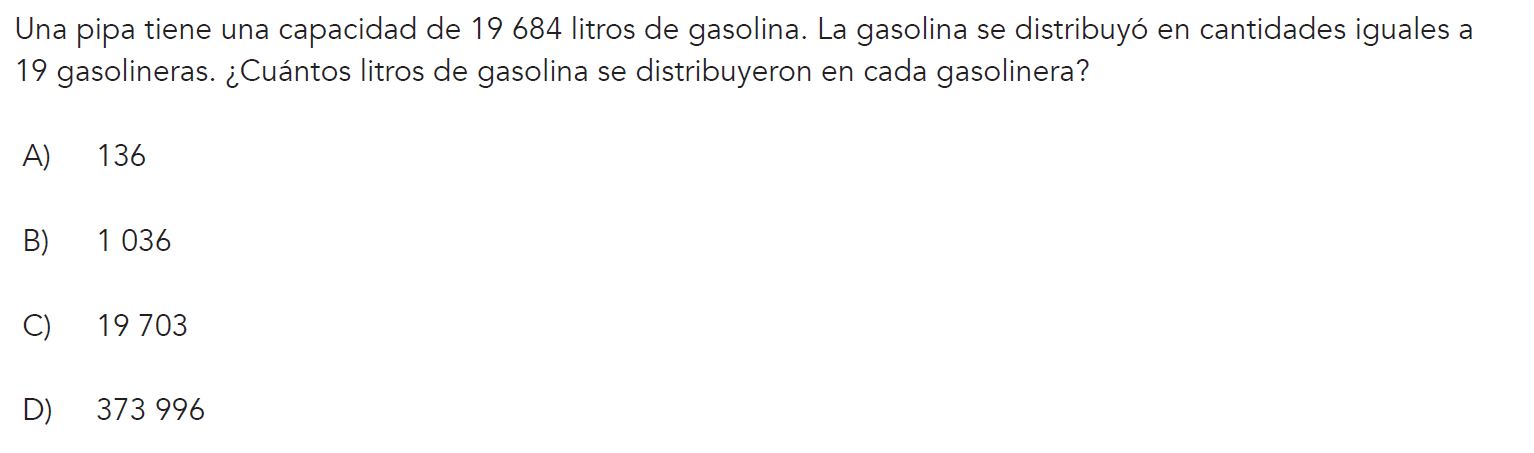 Una pipa tiene una capacidad de 19 684 litros de gasolina. La gasolina se distribuyó en cantidades iguales a
19 gasolineras. ¿Cuántos litros de gasolina se distribuyeron en cada gasolinera?
A) 136
B) 1 036
C) 19 703
D) 373 996